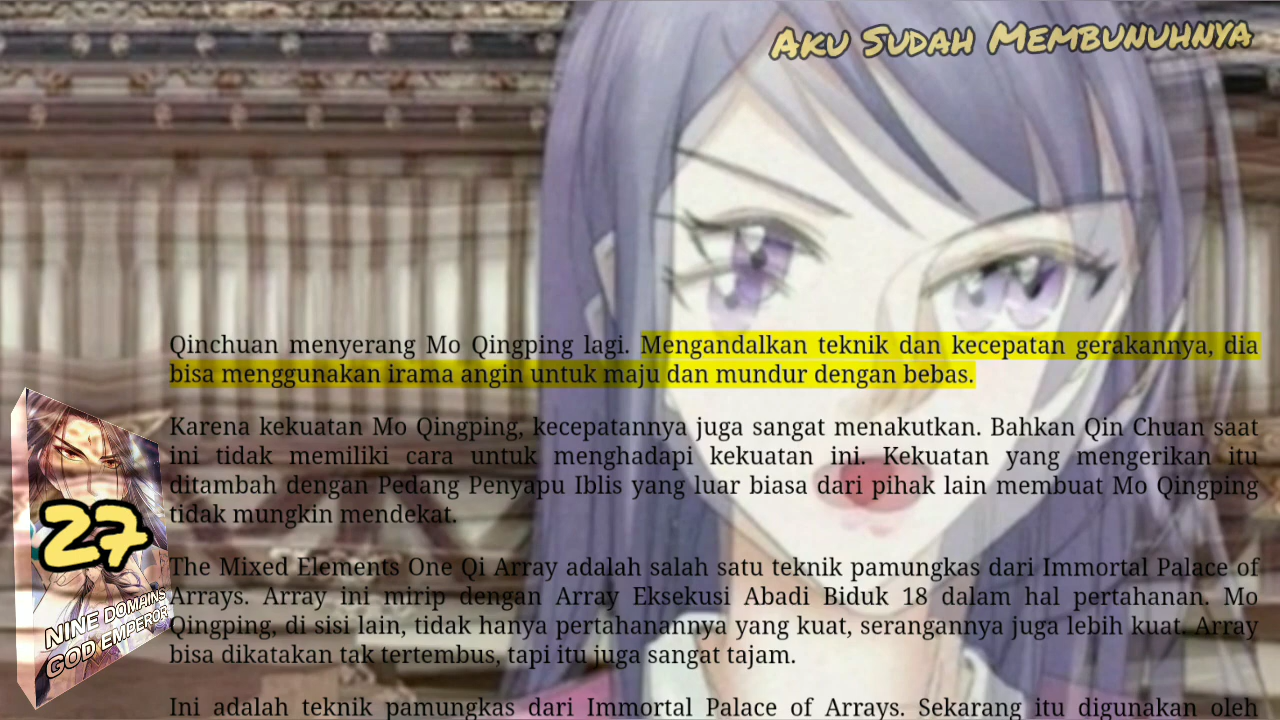 Aku Sudah Membunuhnya
Qinchuan menyerang Mo Qingping lagi. Mengandalkan teknik dan kecepatan gerakannya, dia
bisa menggunakan irama angin untuk maju dan mundur dengan bebas.
Karena kekuatan Mo Qingping, kecepatannya juga sangat menakutkan. Bahkan Qin Chuan saat
ini tidak memiliki cara untuk menghadapi kekuatan ini. Kekuatan yang mengerikan itu
ditambah dengan Pedang Penyapu Iblis yang luar biasa dari pihak lain membuat Mo Qingping
tidak mungkin mendekat.
The Mixed Elements One Qi Array adalah salah satu teknik pamungkas dari Immortal Palace of
Arrays. Array ini mirip dengan Array Eksekusi Abadi Biduk 18 dalam hal pertahanan. Mo
Qingping, di sisi lain, tidak hanya pertahanannya yang kuat, serangannya juga lebih kuat. Array
bisa dikatakan tak tertembus, tapi itu juga sangat tajam.
Ini adalah teknik pamungkas dari Immortal Palace of Arrays. Sekarang itu digunakan oleh
27
NINE DOMAINS
GOD EMPEROR